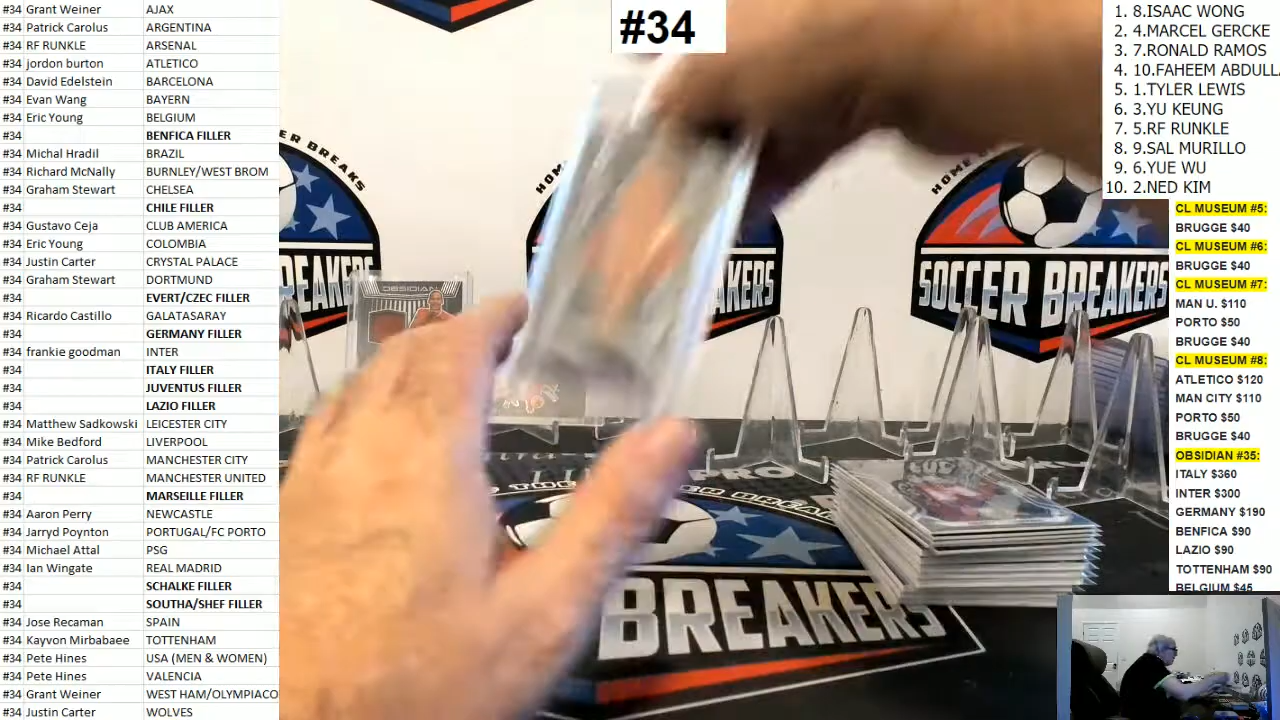 #34 Grant Weiner AJAX
#34 Patrick Carolus ARGENTINA
#34 RF RUNKLE ARSENAL
#34 jordon burton ATLETICO
#34 David Edelstein BARCELONA
#34 Evan Wang BAYERN
#34 Eric Young BELGIUM
#34 BENFICA FILLER
#34 Michal Hradil BRAZIL
#34 Richard McNally BURNLEY/WEST BROM
#34 Graham Stewart CHELSEA
#34 CHILE FILLER
#34 Gustavo Ceja CLUB AMERICA
#34 Eric Young COLOMBIA
#34 Justin Carter CRYSTAL PALACE
#34 Graham Stewart DORTMUND
#34 EVERT/CZEC FILLER
#34 Ricardo Castillo GALATASARAY
#34 GERMANY FILLER
#34 frankie goodman INTER
#34 ITALY FILLER
#34 JUVENTUS FILLER
#34 LAZIO FILLER
#34 Matthew Sadkowski LEICESTER CITY
#34 Mike Bedford LIVERPOOL
#34 Patrick Carolus MANCHESTER CITY
#34 RF RUNKLE MANCHESTER UNITED
#34 MARSEILLE FILLER
#34 Aaron Perry NEWCASTLE
#34 Jarryd Poynton PORTUGAL/FC PORTO
#34 Michael Attal PSG
#34 Ian Wingate REAL MADRID
#34 SCHALKE FILLER
#34 SOUTHA/SHEF FILLER
#34 Jose Recaman SPAIN
#34 Kayvon Mirbabaee TOTTENHAM
#34 Pete Hines USA (MEN & WOMEN)
#34 Pete Hines VALENCIA
#34 Grant Weiner WEST HAM/OLYMPIACO
#34 Justin Carter WOLVES
#34
ER BREAKS
BREAKERS
OBSIDIAN
HOM
AKERS
HOME
SOCCER BREAKERS
PRO
BREAKERS
1. 8.ISAAC WONG
2. 4.MARCEL GERCKE
3. 7.RONALD RAMOS
4. 10.FAHEEM ABDULL
5. 1.TYLER LEWIS
6. 3.YU KEUNG
7. 5.RF RUNKLE
8. 9.SAL MURILLO
9. 6.YUE WU
10. 2.NED KIM
CL MUSEUM #5:
BRUGGE $40
CL MUSEUM #6:
BRUGGE $40
CL MUSEUM #7:
MAN U. $110
PORTO $50
BRUGGE $40
CL MUSEUM #8:
ATLETICO $120
MAN CITY $110
PORTO $50
BRUGGE $40
OBSIDIAN #35:
ITALY $360
INTER $300
GERMANY $190
BENFICA $90
LAZIO $90
TOTTENHAM $90
BELGIUM $45